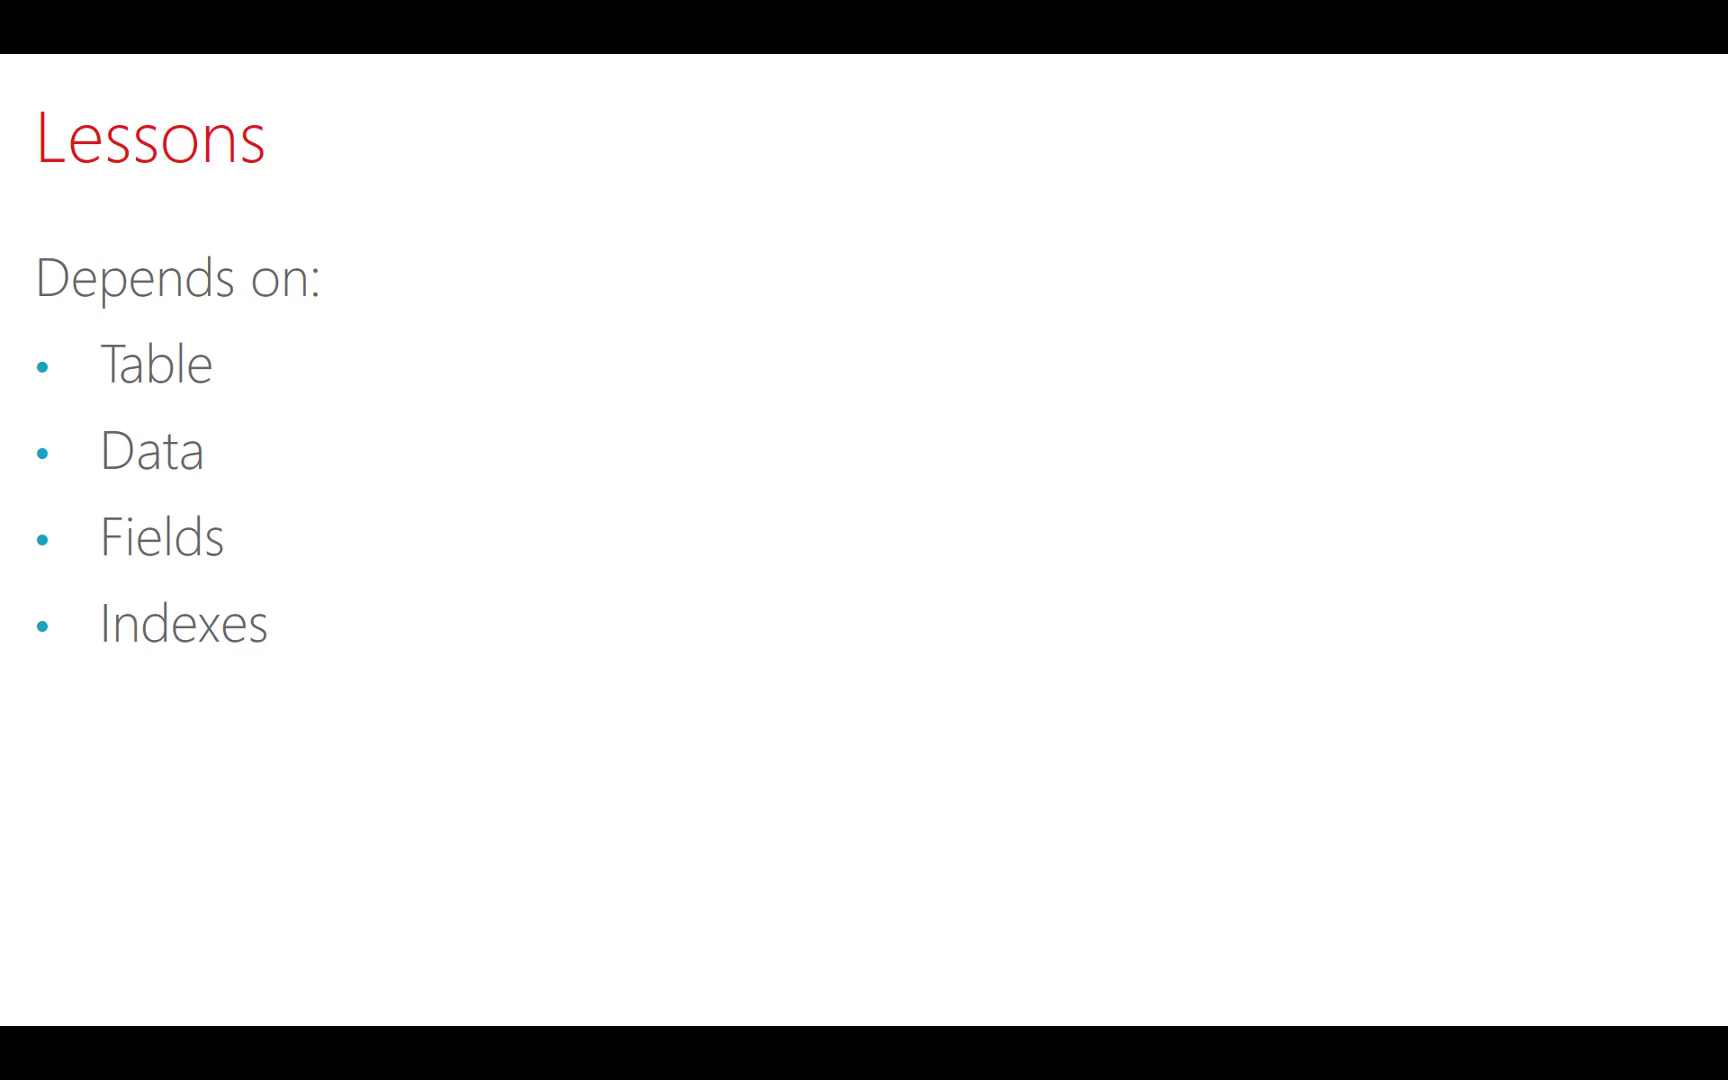 Lessons
Depends on:
• Table
• Data
• Fields
• Indexes